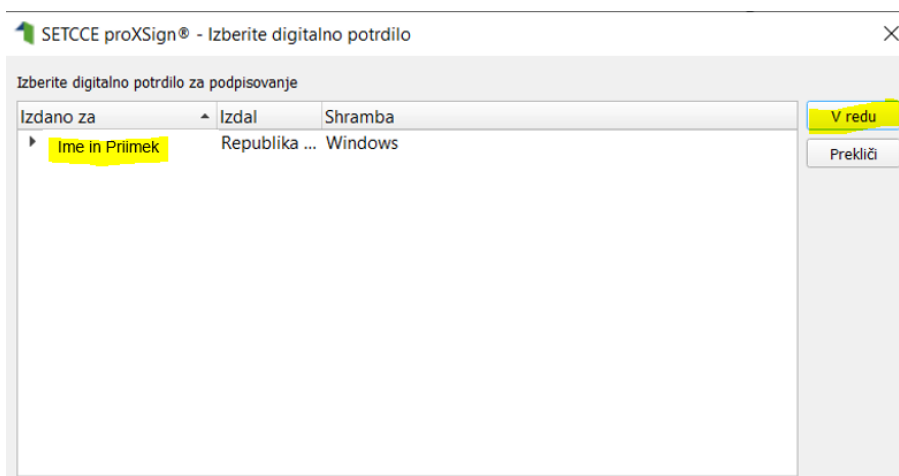 SETCCE proXSign® - Izberite digitalno potrdilo
Izberite digitalno potrdilo za podpisovanje
Izdano za Izdal Shramba
Ime in Priimek Republika ... Windows
V redu
Prekliči